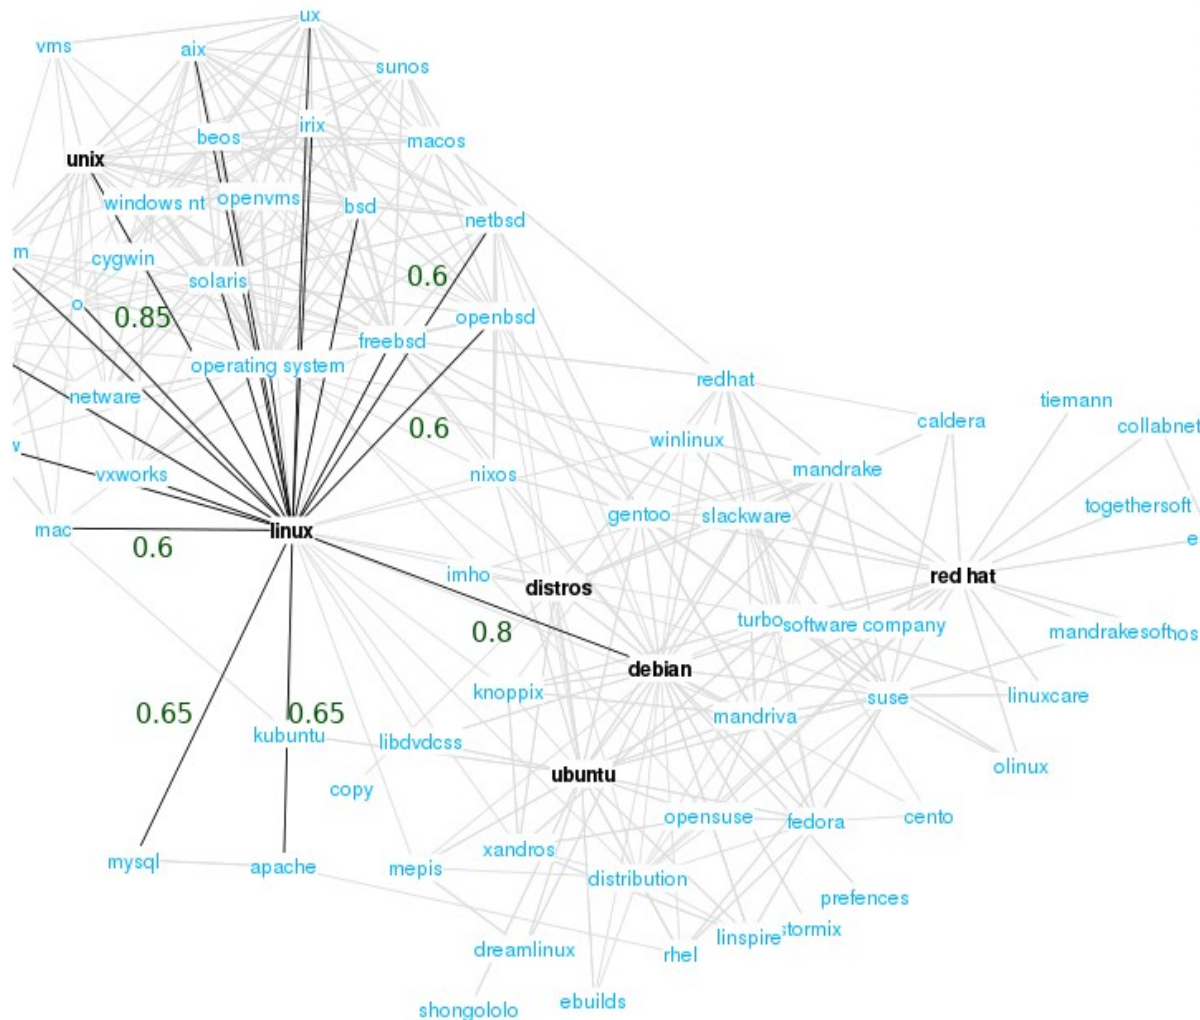 ux
vms
aix
sunos
beos
irix
macos
unix
windows nt
openvms
bsd
netbsd
m
cygwin
solaris
0.6
o
0.85
openbsd
freebsd
operating system
redhat
netware
tiemann
caldera
collabnet
0.6
winlinux
w
vxworks
nixos
mandrake
mac
linux
gentoo
slackware
togethersoft
e
0.6
imho
distros
red hat
0.8
turbo
software company
mandrakesoft
nos
debian
knoppix
suse
linuxcare
0.65
0.65
mandriva
kubuntu
libdvdcss
ubuntu
olinux
copy
opensuse
fedora
cento
mysql
apache
mepis
xandros
distribution
prefences
dreamlinux
rhel
linspire
stormix
shongololo
ebuilds